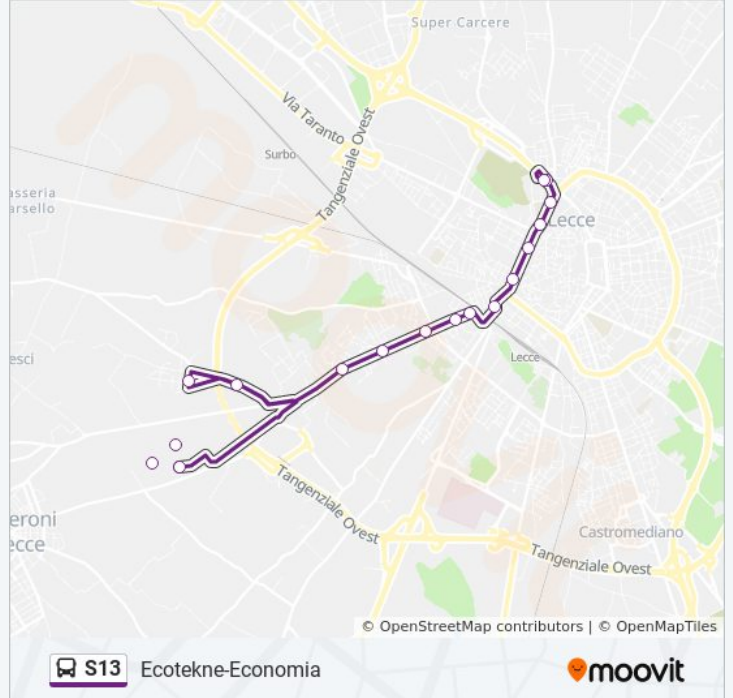 Super Carcere
Via Taranto
Surbo
Tangenziale Ovest
asseria
arsello
Lecce
esci
Lecce
Tangenziale Ovest
eroni
ecce
Castromediano
Tangenziale Ovest
© OpenStreetMap contributors | © OpenMapTiles
S13 Ecotekne-Economia
moovit